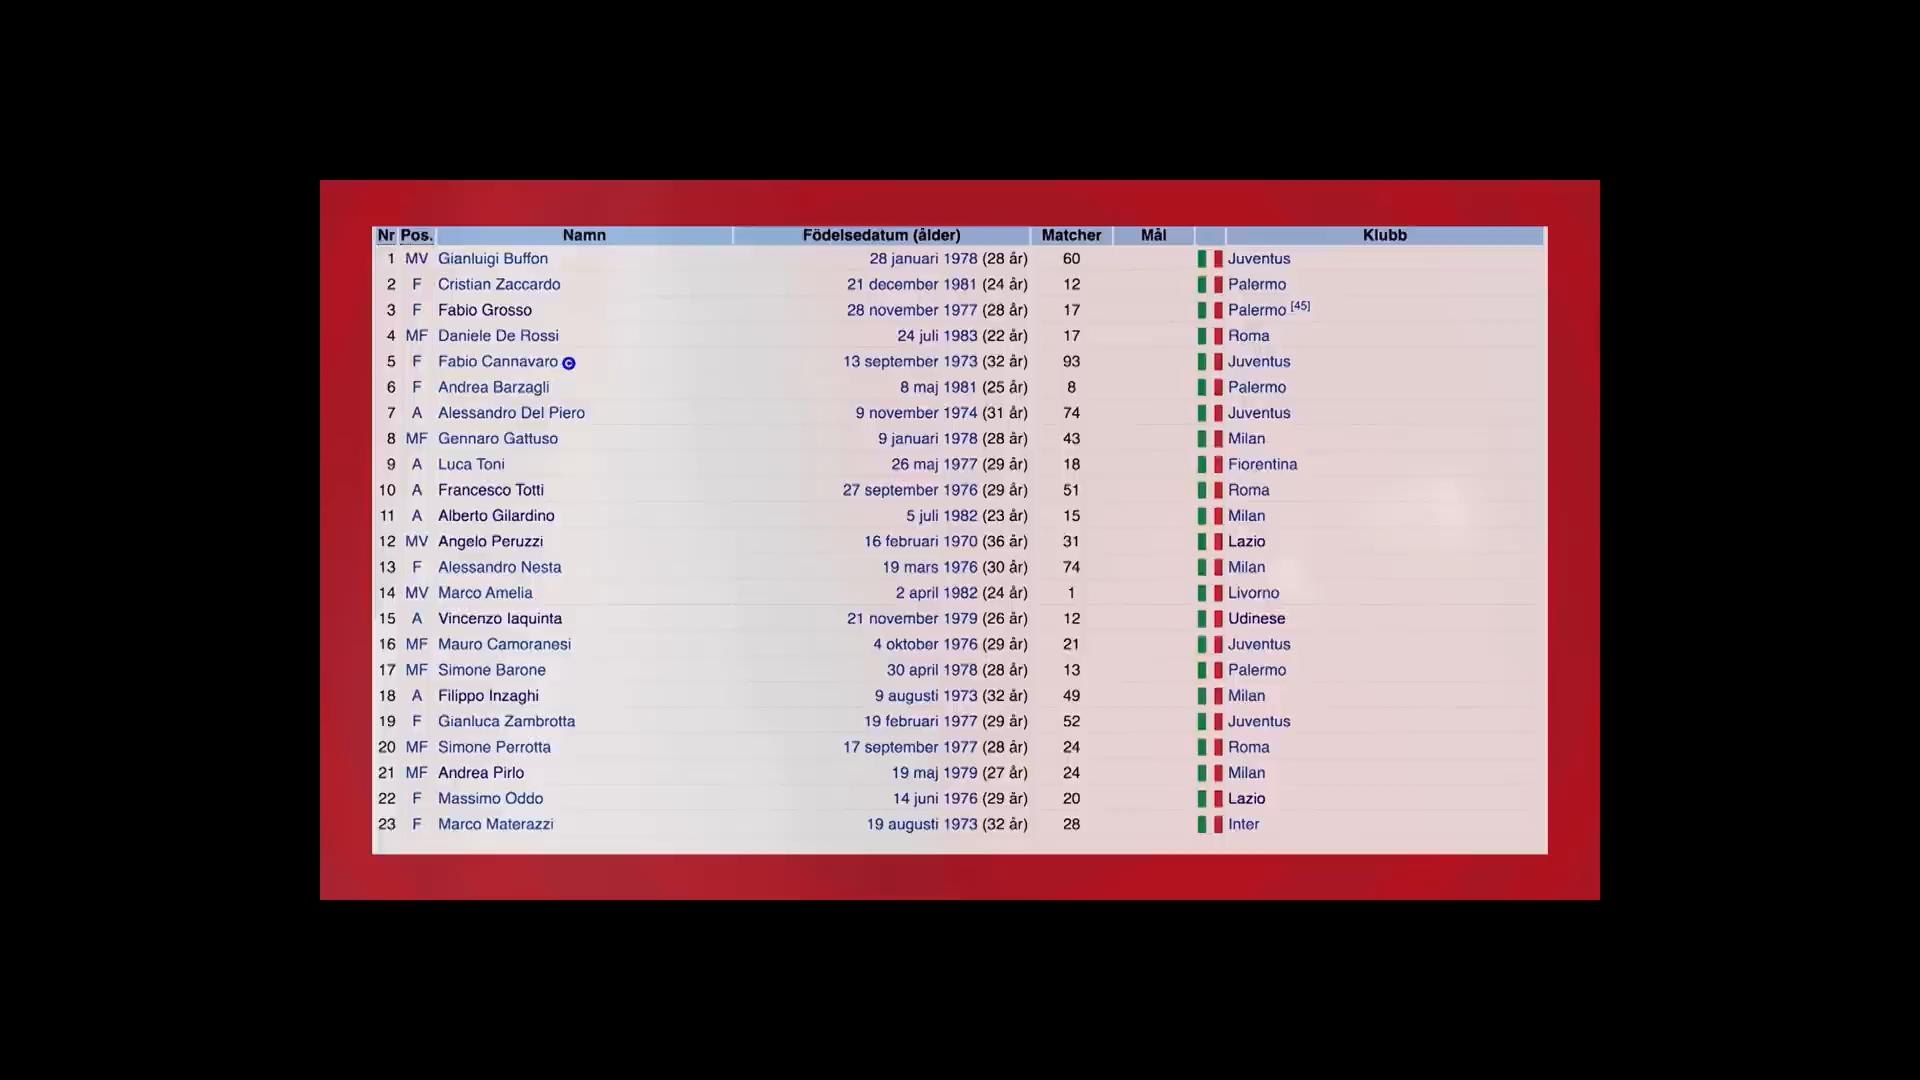 Nr Pos. Namn Födelsedatum (ålder) Matcher Mål Klubb
1 MV Gianluigi Buffon 28 januari 1978 (28 år) 60 Juventus
2 F Cristian Zaccardo 21 december 1981 (24 år) 12 Palermo
3 F Fabio Grosso 28 november 1977 (28 år) 17 Palermo [45]
4 MF Daniele De Rossi 24 juli 1983 (22 år) 17 Roma
5 F Fabio Cannavaro C 13 september 1973 (32 år) 93 Juventus
6 F Andrea Barzagli 8 maj 1981 (25 år) 8 Palermo
7 A Alessandro Del Piero 9 november 1974 (31 år) 74 Juventus
8 MF Gennaro Gattuso 9 januari 1978 (28 år) 43 Milan
9 A Luca Toni 26 maj 1977 (29 år) 18 Fiorentina
10 A Francesco Totti 27 september 1976 (29 år) 51 Roma
11 A Alberto Gilardino 5 juli 1982 (23 år) 15 Milan
12 MV Angelo Peruzzi 16 februari 1970 (36 år) 31 Lazio
13 F Alessandro Nesta 19 mars 1976 (30 år) 74 Milan
14 MV Marco Amelia 2 april 1982 (24 år) 1 Livorno
15 A Vincenzo Iaquinta 21 november 1979 (26 år) 12 Udinese
16 MF Mauro Camoranesi 4 oktober 1976 (29 år) 21 Juventus
17 MF Simone Barone 30 april 1978 (28 år) 13 Palermo
18 A Filippo Inzaghi 9 augusti 1973 (32 år) 49 Milan
19 F Gianluca Zambrotta 19 februari 1977 (29 år) 52 Juventus
20 MF Simone Perrotta 17 september 1977 (28 år) 24 Roma
21 MF Andrea Pirlo 19 maj 1979 (27 år) 24 Milan
22 F Massimo Oddo 14 juni 1976 (29 år) 20 Lazio
23 F Marco Materazzi 19 augusti 1973 (32 år) 28 Inter